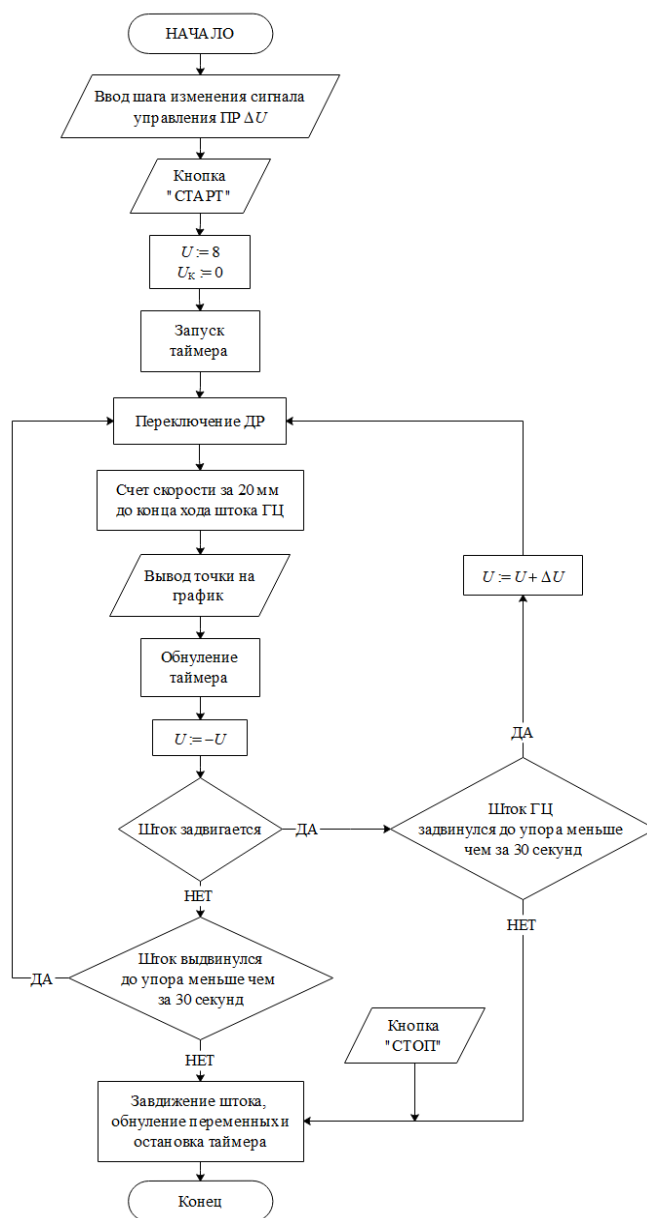 НАЧАЛО
Ввод шага изменения сигнала
управления ПР ΔU
Кнопка
"СТАРТ"
U := 8
Uк := 0
Запуск
таймера
Переключение ДР
Счет скорости за 20 мм
до конца хода штока ГЦ
Вывод точки на
график
U := U + ΔU
Обнуление
таймера
U := −U
ДА
Шток задвигается
ДА
Шток ГЦ
задвинулся до упора меньше
чем за 30 секунд
НЕТ
НЕТ
Шток выдвинулся
до упора меньше чем
за 30 секунд
ДА
НЕТ
Кнопка
"СТОП"
Завдижение штока,
обнуление переменных и
остановка таймера
Конец